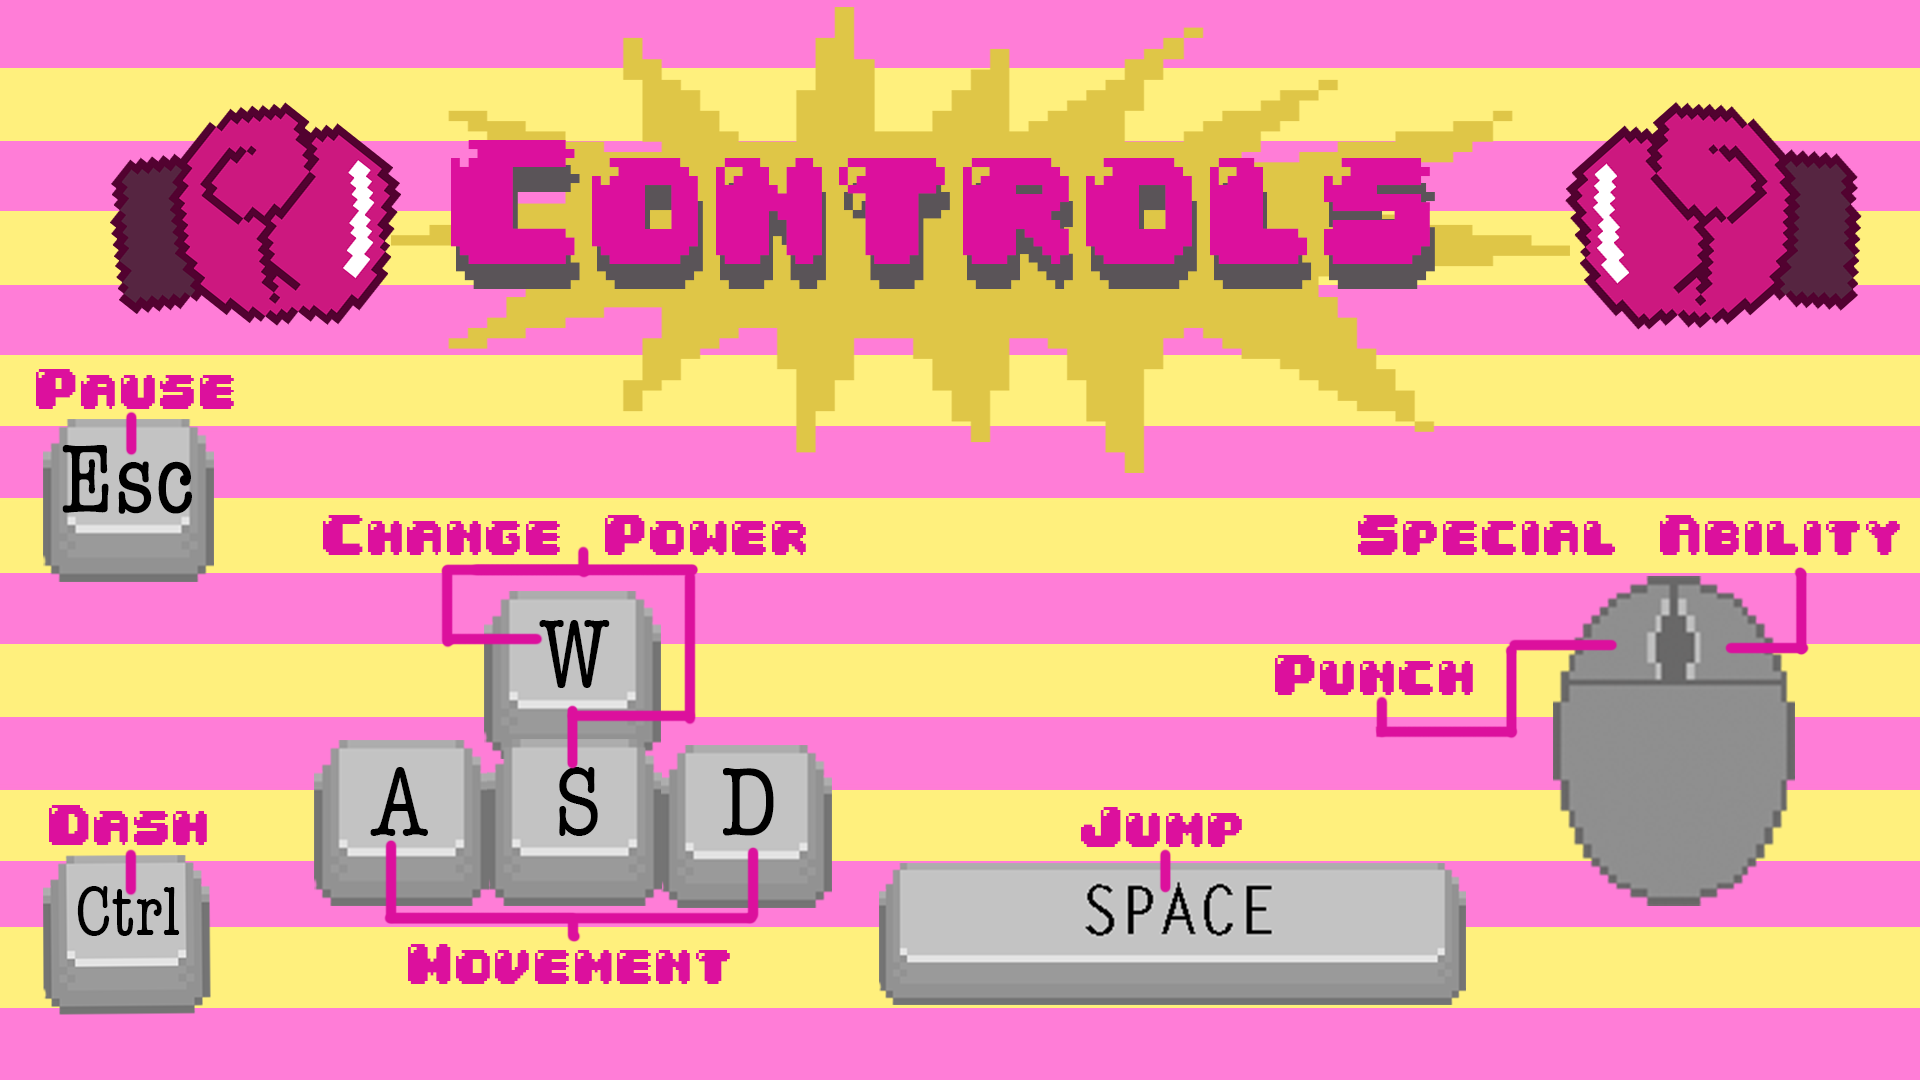 CONTROLS
PAUSE
Esc
CHANGE POWER
SPECIAL ABILITY
W
PUNCH
A S D
DASH
JUMP
Ctrl
SPACE
MOVEMENT